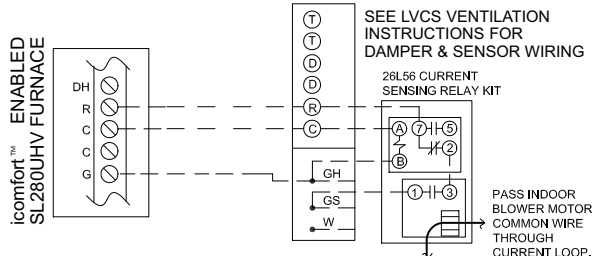 SEE LVCS VENTILATION
INSTRUCTIONS FOR
DAMPER & SENSOR WIRING
icomfort™ ENABLED
SL280UHV FURNACE
DH
R
C
C
G
T
T
D
D
R
C
GH
GS
W
26L56 CURRENT
SENSING RELAY KIT
A 7 5
2
B
1 3
PASS INDOOR
BLOWER MOTOR
COMMON WIRE
THROUGH
CURRENT LOOP.